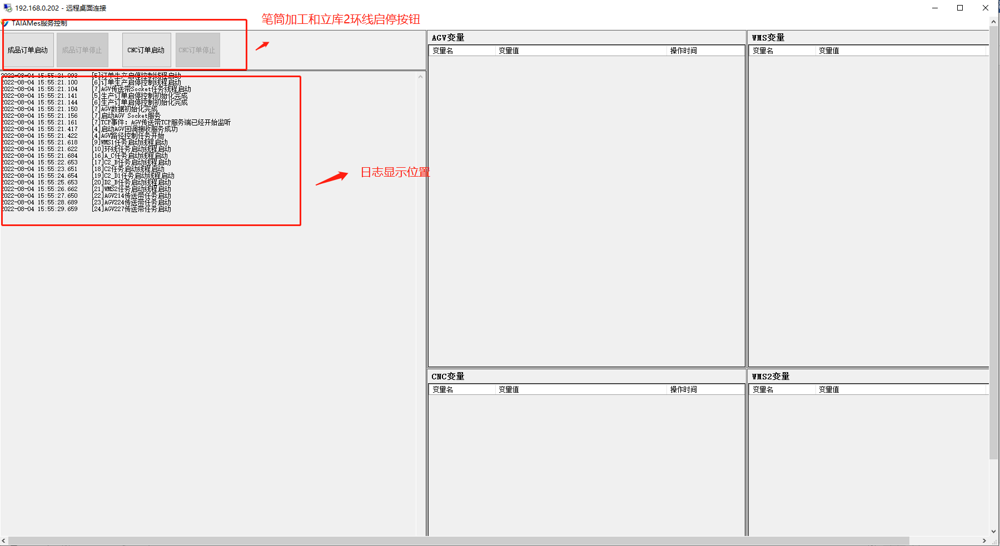 192.168.0.202 - 远程桌面连接
TAIAMes服务控制
笔筒加工和立库2环线启停按钮
成品订单启动 成品订单停止 CNC订单启动 CNC订单停止
2022-08-04 15:55:21.093 [5]订单生产启停控制线程启动
2022-08-04 15:55:21.100 [6]订单生产启停控制线程启动
2022-08-04 15:55:21.104 [7]AGV传送带Socket任务线程启动
2022-08-04 15:55:21.141 [5]生产订单启停控制初始化完成
2022-08-04 15:55:21.144 [6]生产订单启停控制初始化完成
2022-08-04 15:55:21.150 [7]AGV数据初始化完成
2022-08-04 15:55:21.156 [7]启动AGV Socket服务
2022-08-04 15:55:21.161 [7]TCP事件：AGV传送带TCP服务端已经开始监听
2022-08-04 15:55:21.417 [4]启动AGV回调接收服务成功
2022-08-04 15:55:21.422 [4]AGV路径控制任务开始
2022-08-04 15:55:21.618 [9]WMS1任务启动线程启动
2022-08-04 15:55:21.622 [10]环线任务启动线程启动
2022-08-04 15:55:21.684 [16]A_C任务启动线程启动
2022-08-04 15:55:22.653 [17]C2_B任务启动线程启动
2022-08-04 15:55:23.651 [18]C2任务启动线程启动
2022-08-04 15:55:24.654 [19]C2_D1任务启动线程启动
2022-08-04 15:55:25.653 [20]D2_B任务启动线程启动
2022-08-04 15:55:26.662 [21]WMS2任务启动线程启动
2022-08-04 15:55:27.650 [22]AGV214传送带任务启动
2022-08-04 15:55:28.689 [23]AGV224传送带任务启动
2022-08-04 15:55:29.659 [24]AGV227传送带任务启动
日志显示位置
AGV变量
变量名 变量值 操作时间
WMS变量
变量名 变量值
CNC变量
变量名 变量值 操作时间
WMS2变量
变量名 变量值